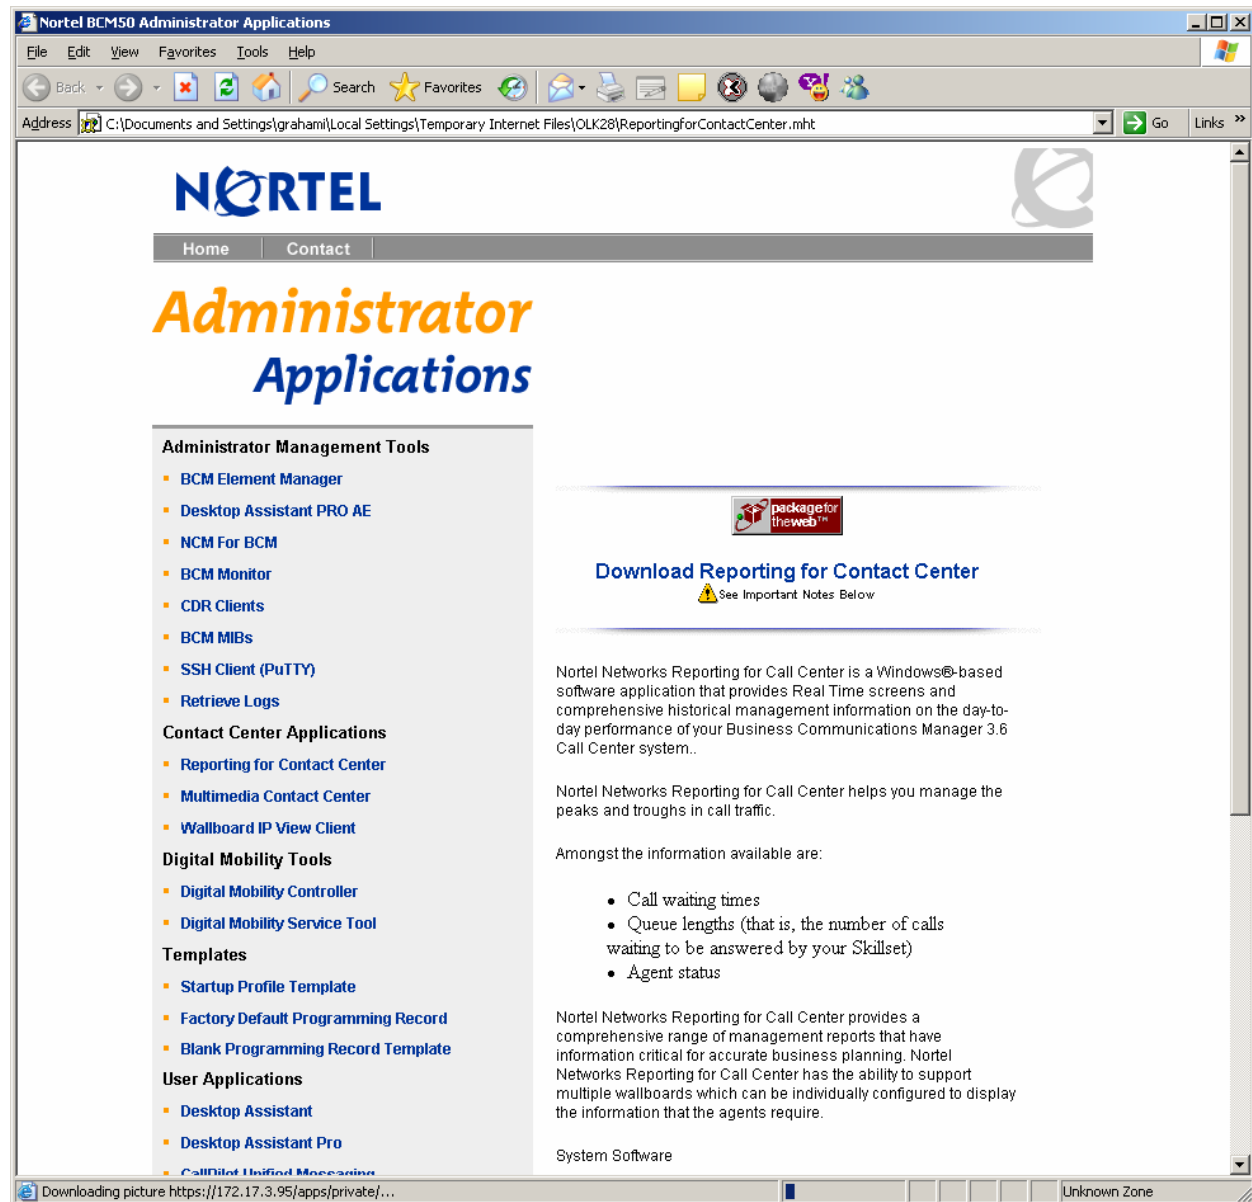 Nortel BCM50 Administrator Applications
File Edit View Favorites Tools Help
Back Search Favorites
Address C:\Documents and Settings\grahami\Local Settings\Temporary Internet Files\OLK28\ReportingforContactCenter.mht Go Links »
NORTEL
Home Contact
Administrator
Applications
Administrator Management Tools
BCM Element Manager
Desktop Assistant PRO AE
NCM For BCM
BCM Monitor
CDR Clients
BCM MIBs
SSH Client (PuTTY)
Retrieve Logs
Contact Center Applications
Reporting for Contact Center
Multimedia Contact Center
Wallboard IP View Client
Digital Mobility Tools
Digital Mobility Controller
Digital Mobility Service Tool
Templates
Startup Profile Template
Factory Default Programming Record
Blank Programming Record Template
User Applications
Desktop Assistant
Desktop Assistant Pro
CallPilot Unified Messaging
packagefor
theweb™
Download Reporting for Contact Center
See Important Notes Below
Nortel Networks Reporting for Call Center is a Windows®-based
software application that provides Real Time screens and
comprehensive historical management information on the day-to-
day performance of your Business Communications Manager 3.6
Call Center system..
Nortel Networks Reporting for Call Center helps you manage the
peaks and troughs in call traffic.
Amongst the information available are:
• Call waiting times
• Queue lengths (that is, the number of calls
waiting to be answered by your Skillset)
• Agent status
Nortel Networks Reporting for Call Center provides a
comprehensive range of management reports that have
information critical for accurate business planning. Nortel
Networks Reporting for Call Center has the ability to support
multiple wallboards which can be individually configured to display
the information that the agents require.
System Software
Downloading picture https://172.17.3.95/apps/private/... Unknown Zone